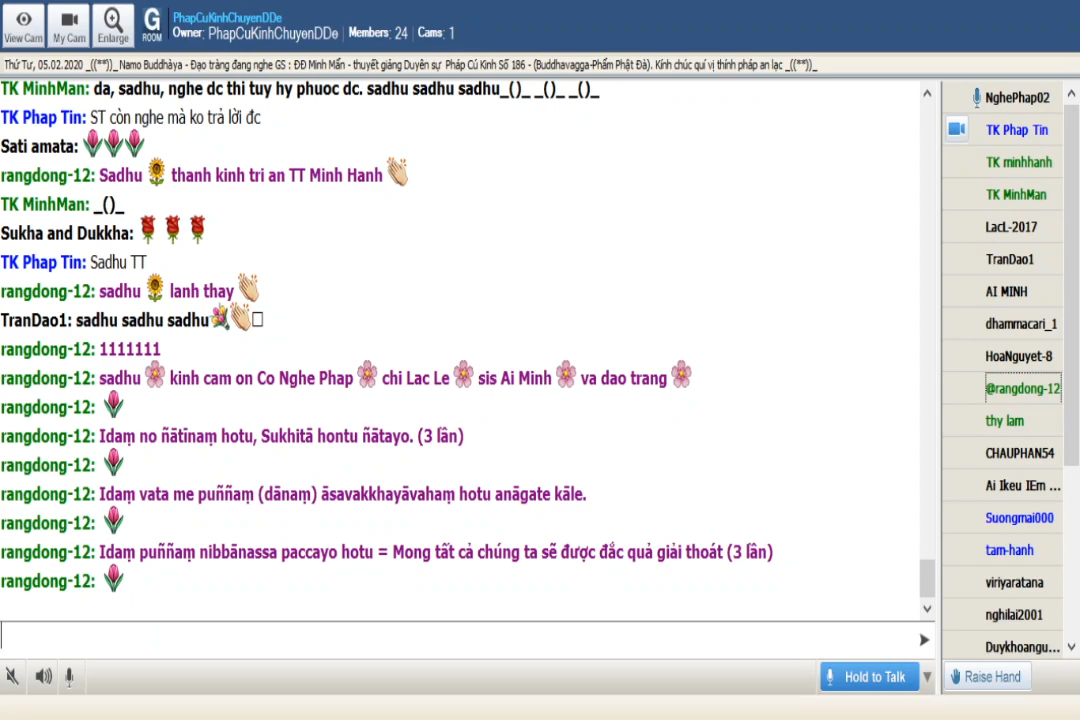 PhapCuKinhChuyenDDe
Owner: PhapCuKinhChuyenDDe Members: 24 Cams: 1
View Cam My Cam Enlarge G ROOM
Thứ Tư, 05.02.2020 _((**))_ Namo Buddhàya - Đạo tràng đang nghe GS : ĐĐ Minh Mẫn - thuyết giảng Duyên sự Pháp Cú Kinh Số 186 - (Buddhavagga-Phẩm Phật Đà). Kính chúc quí vị thính pháp an lạc _((**))_
TK MinhMan: da, sadhu, nghe dc thi tuy hy phuoc dc. sadhu sadhu sadhu_()_ _()_ _()_
TK Phap Tin: ST còn nghe mà ko trả lời đc
Sati amata:
rangdong-12: Sadhu thanh kinh tri an TT Minh Hanh
TK MinhMan: _()_
Sukha and Dukkha:
TK Phap Tin: Sadhu TT
rangdong-12: sadhu lanh thay
TranDao1: sadhu sadhu sadhu
rangdong-12: 1111111
rangdong-12: sadhu kinh cam on Co Nghe Phap chi Lac Le sis Ai Minh va dao trang
rangdong-12:
rangdong-12: Idaṃ no ñātīnaṃ hotu, Sukhitā hontu ñātayo. (3 lần)
rangdong-12:
rangdong-12: Idaṃ vata me puññaṃ (dānaṃ) āsavakkhayāvahaṃ hotu anāgate kāle.
rangdong-12:
rangdong-12: Idaṃ puññaṃ nibbānassa paccayo hotu = Mong tất cả chúng ta sẽ được đắc quả giải thoát (3 lần)
rangdong-12:
NghePhap02
TK Phap Tin
TK minhhanh
TK MinhMan
LacL-2017
TranDao1
AI MINH
dhammacari_1
HoaNguyet-8
@rangdong-12
thy lam
CHAUPHAN54
Ai Ikeu IEm ...
Suongmai000
tam-hanh
viriyaratana
nghilai2001
Duykhoangu...
Hold to Talk
Raise Hand